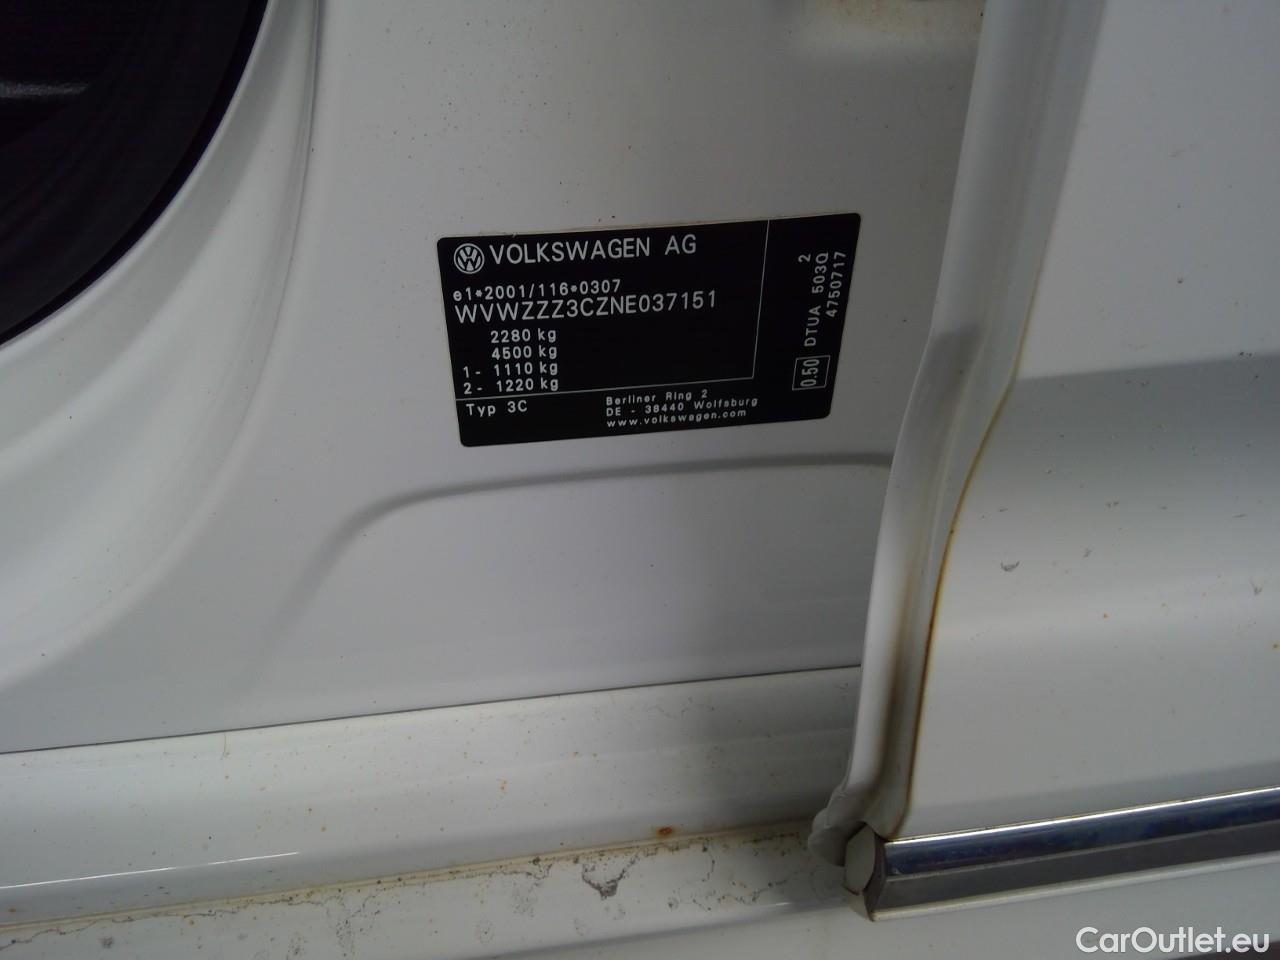 VOLKSWAGEN AG
e1*2001/116*0307
WVWZZZ3CZNE037151
2280 kg
4500 kg
1- 1110 kg
2- 1220 kg
Typ 3C
Berliner Ring 2
DE - 38440 Wolfsburg
www.volkswagen.com
0.50 DTUA 503Q 2
4750717
CarOutlet.eu